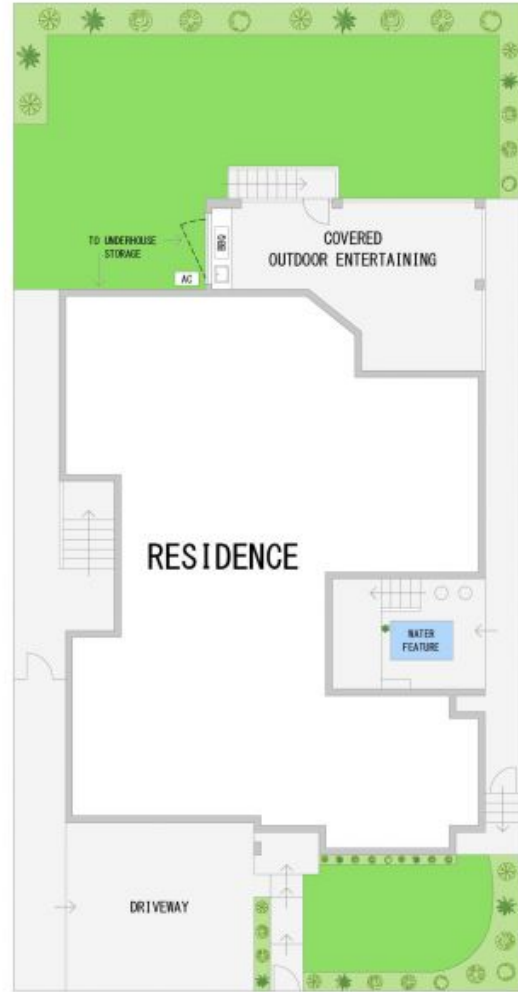 COVERED
OUTDOOR ENTERTAINING
BBQ
TO UNDERHOUSE
STORAGE
AC
RESIDENCE
WATER
FEATURE
DRIVEWAY